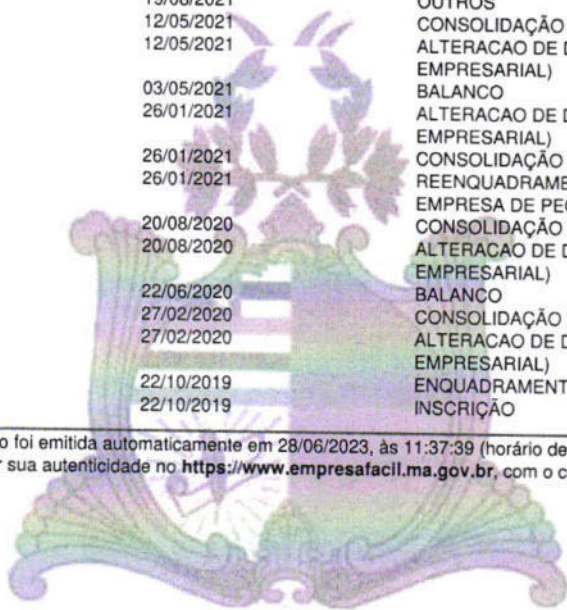 19/08/2021 OUTROS
12/05/2021 CONSOLIDAÇÃO
12/05/2021 ALTERACAO DE D
EMPRESARIAL)
03/05/2021 BALANCO
26/01/2021 ALTERACAO DE D
EMPRESARIAL)
26/01/2021 CONSOLIDAÇÃO
26/01/2021 REENQUADRAME
EMPRESA DE PEQ
20/08/2020 CONSOLIDAÇÃO
20/08/2020 ALTERACAO DE D
EMPRESARIAL)
22/06/2020 BALANCO
27/02/2020 CONSOLIDAÇÃO
27/02/2020 ALTERACAO DE D
EMPRESARIAL)
22/10/2019 ENQUADRAMENT
22/10/2019 INSCRIÇÃO
o foi emitida automaticamente em 28/06/2023, às 11:37:39 (horário de
r sua autenticidade no https://www.empresafacil.ma.gov.br, com o c